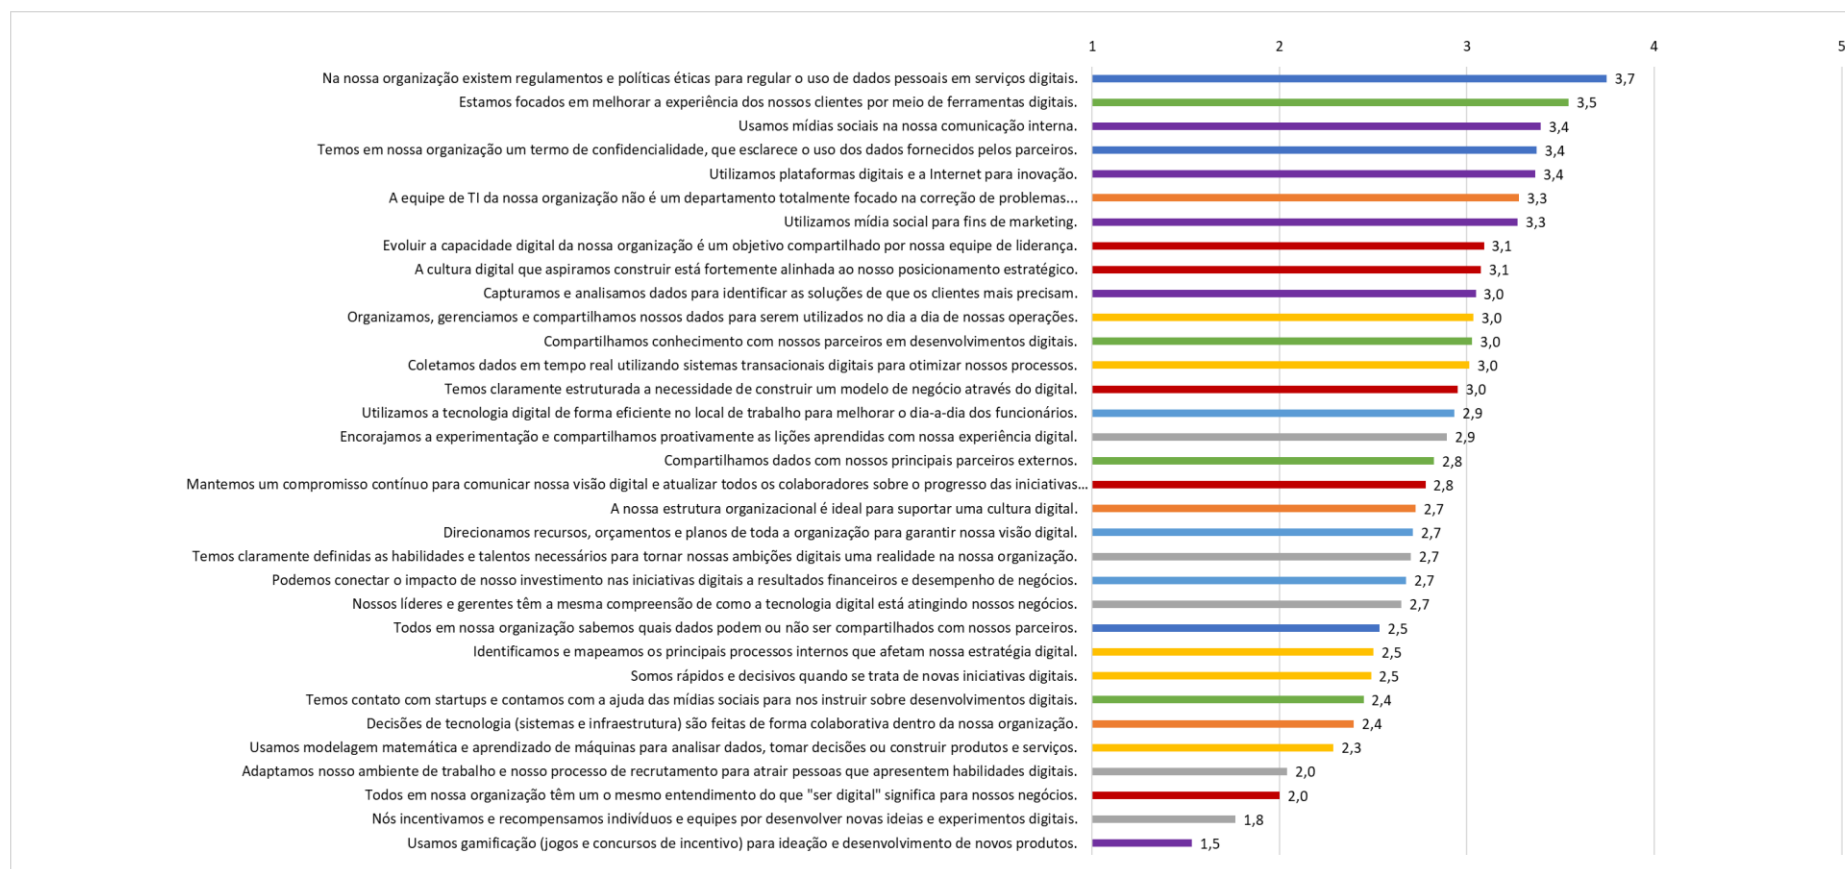 1 2 3 4 5
Na nossa organização existem regulamentos e políticas éticas para regular o uso de dados pessoais em serviços digitais. 3,7
Estamos focados em melhorar a experiência dos nossos clientes por meio de ferramentas digitais. 3,5
Usamos mídias sociais na nossa comunicação interna. 3,4
Temos em nossa organização um termo de confidencialidade, que esclarece o uso dos dados fornecidos pelos parceiros. 3,4
Utilizamos plataformas digitais e a Internet para inovação. 3,4
A equipe de TI da nossa organização não é um departamento totalmente focado na correção de problemas... 3,3
Utilizamos mídia social para fins de marketing. 3,3
Evoluir a capacidade digital da nossa organização é um objetivo compartilhado por nossa equipe de liderança. 3,1
A cultura digital que aspiramos construir está fortemente alinhada ao nosso posicionamento estratégico. 3,1
Capturamos e analisamos dados para identificar as soluções de que os clientes mais precisam. 3,0
Organizamos, gerenciamos e compartilhamos nossos dados para serem utilizados no dia a dia de nossas operações. 3,0
Compartilhamos conhecimento com nossos parceiros em desenvolvimentos digitais. 3,0
Coletamos dados em tempo real utilizando sistemas transacionais digitais para otimizar nossos processos. 3,0
Temos claramente estruturada a necessidade de construir um modelo de negócio através do digital. 3,0
Utilizamos a tecnologia digital de forma eficiente no local de trabalho para melhorar o dia-a-dia dos funcionários. 2,9
Encorajamos a experimentação e compartilhamos proativamente as lições aprendidas com nossa experiência digital. 2,9
Compartilhamos dados com nossos principais parceiros externos. 2,8
Mantemos um compromisso contínuo para comunicar nossa visão digital e atualizar todos os colaboradores sobre o progresso das iniciativas... 2,8
A nossa estrutura organizacional é ideal para suportar uma cultura digital. 2,7
Direcionamos recursos, orçamentos e planos de toda a organização para garantir nossa visão digital. 2,7
Temos claramente definidas as habilidades e talentos necessários para tornar nossas ambições digitais uma realidade na nossa organização. 2,7
Podemos conectar o impacto de nosso investimento nas iniciativas digitais a resultados financeiros e desempenho de negócios. 2,7
Nossos líderes e gerentes têm a mesma compreensão de como a tecnologia digital está atingindo nossos negócios. 2,7
Todos em nossa organização sabemos quais dados podem ou não ser compartilhados com nossos parceiros. 2,5
Identificamos e mapeamos os principais processos internos que afetam nossa estratégia digital. 2,5
Somos rápidos e decisivos quando se trata de novas iniciativas digitais. 2,5
Temos contato com startups e contamos com a ajuda das mídias sociais para nos instruir sobre desenvolvimentos digitais. 2,4
Decisões de tecnologia (sistemas e infraestrutura) são feitas de forma colaborativa dentro da nossa organização. 2,4
Usamos modelagem matemática e aprendizado de máquinas para analisar dados, tomar decisões ou construir produtos e serviços. 2,3
Adaptamos nosso ambiente de trabalho e nosso processo de recrutamento para atrair pessoas que apresentem habilidades digitais. 2,0
Todos em nossa organização têm um o mesmo entendimento do que "ser digital" significa para nossos negócios. 2,0
Nós incentivamos e recompensamos indivíduos e equipes por desenvolver novas ideias e experimentos digitais. 1,8
Usamos gamificação (jogos e concursos de incentivo) para ideação e desenvolvimento de novos produtos. 1,5